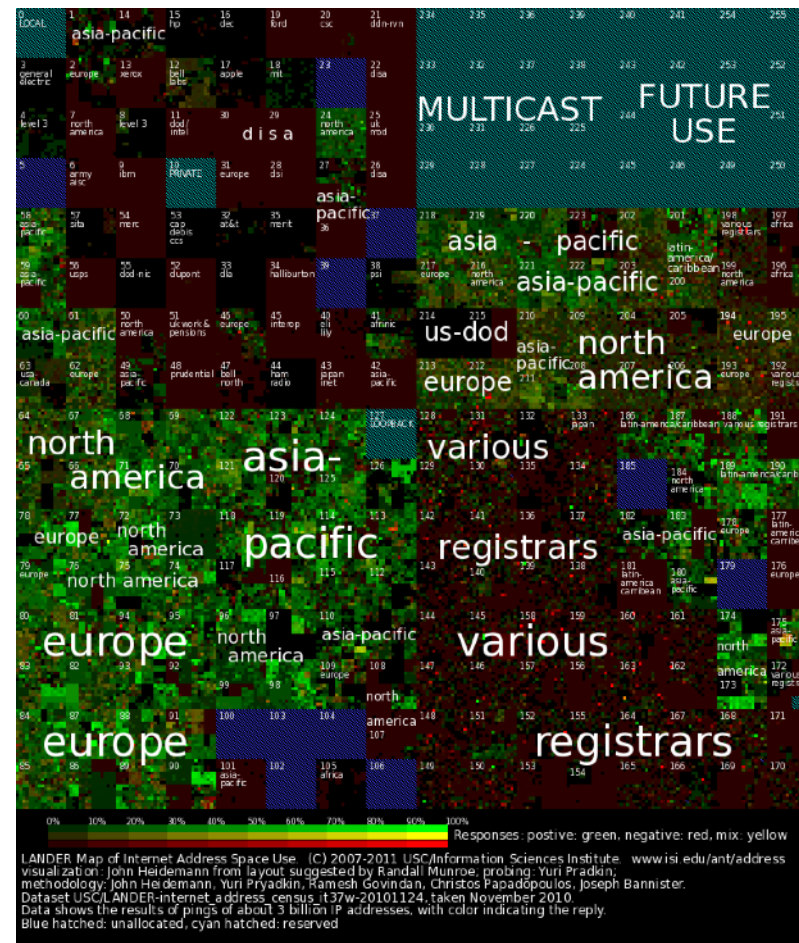 0 1 14 15 16 19 20 21 234 235 236 239 240 241 254 255
LOCAL asia-pacific hp dec ford csc ddn-rvn
3 2 13 12 17 18 23 22 233 232 237 238 243 242 253 252
general electric europe xerox bell labs apple mit disa
MULTICAST FUTURE USE
4 7 8 11 30 29 24 25 230 231 226 225 244 251
level 3 north america level 3 dod/ intel disa north america uk mod
5 6 9 10 31 28 27 26 229 228 227 224 245 246 249 250
army aisc ibm PRIVATE europe dsi asia-pacific disa
58 57 54 53 32 35 36 37 218 219 220 223 202 201 198 197
asia-pacific sita merc cap debis ccs at&t merit asia - pacific latin-america/ caribbean various registrars africa
59 56 55 52 33 34 39 38 217 216 221 222 203 200 199 196
asia-pacific usps dod-nic dupont dla halliburton psi europe north america asia-pacific north america africa
60 61 50 51 46 45 40 41 214 215 210 209 204 205 194 195
asia-pacific north america uk work & pensions europe interop eli lily afrinic us-dod asia-pacific north america europe
63 62 49 48 47 44 43 42 213 212 211 208 207 206 193 192
usa-canada europe asia-pacific prudential bell north ham radio japan inet asia-pacific europe europe various registrars
64 67 68 122 123 124 127 128 131 132 133 186 187 188 191
north america asia- LOOPBACK various japan latin-america/caribbean various registrars
65 66 71 70 121 120 125 126 129 130 135 134 185 184 189 190
north america latin-america/carib
78 77 72 73 118 119 114 113 142 141 136 137 182 183 178 177
europe north america pacific registrars asia-pacific europe latin-america carribe
79 76 75 74 117 116 115 112 143 140 139 138 181 180 179 176
europe north america latin-america carribean asia-pacific europe
80 81 94 95 96 97 110 144 145 158 159 160 161 174 175
europe north america asia-pacific various north america asia-pacific
83 82 93 92 99 98 109 108 147 146 157 156 163 162 173 172
europe north america various registrars
84 87 88 91 100 103 104 107 148 151 152 155 164 167 168 171
europe registrars
85 86 89 90 101 102 105 106 149 150 153 154 165 166 169 170
asia-pacific africa
0% 10% 20% 30% 40% 50% 60% 70% 80% 90% 100%
Responses: postive: green, negative: red, mix: yellow
LANDER Map of Internet Address Space Use. (C) 2007-2011 USC/Information Sciences Institute. www.isi.edu/ant/address
visualization: John Heidemann from layout suggested by Randall Munroe; probing: Yuri Pradkin;
methodology: John Heidemann, Yuri Pryadkin, Ramesh Govindan, Christos Papadopoulos, Joseph Bannister.
Dataset USC/LANDER-internet_address_census_it37w-20101124, taken November 2010.
Data shows the results of pings of about 3 billion IP addresses, with color indicating the reply.
Blue hatched: unallocated, cyan hatched: reserved